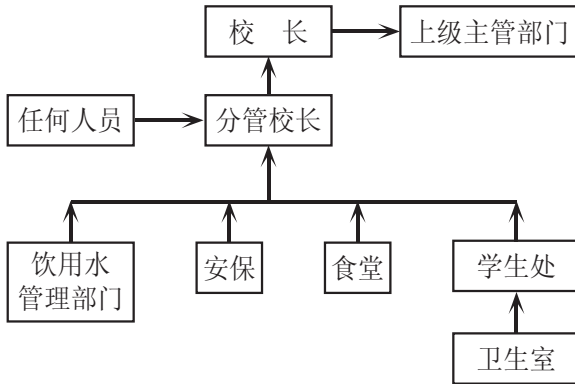 校 长
上级主管部门
任何人员
分管校长
饮用水
管理部门
安保
食堂
学生处
卫生室